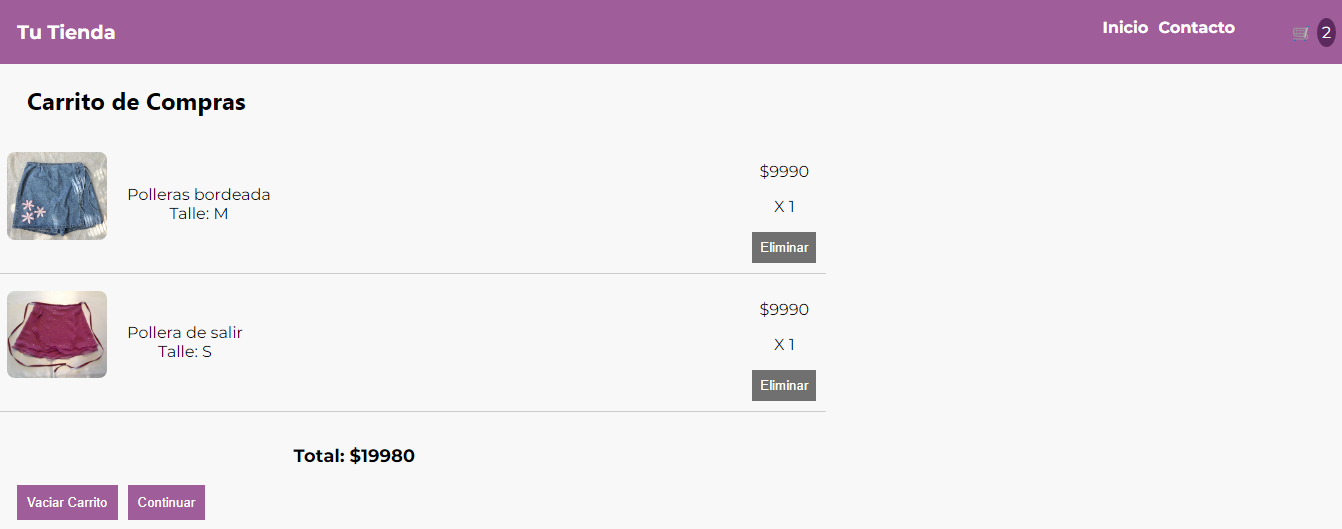 Tu Tienda
Inicio Contacto
2
Carrito de Compras
Polleras bordeada
Talle: M
$9990
X 1
Eliminar
Pollera de salir
Talle: S
$9990
X 1
Eliminar
Total: $19980
Vaciar Carrito
Continuar